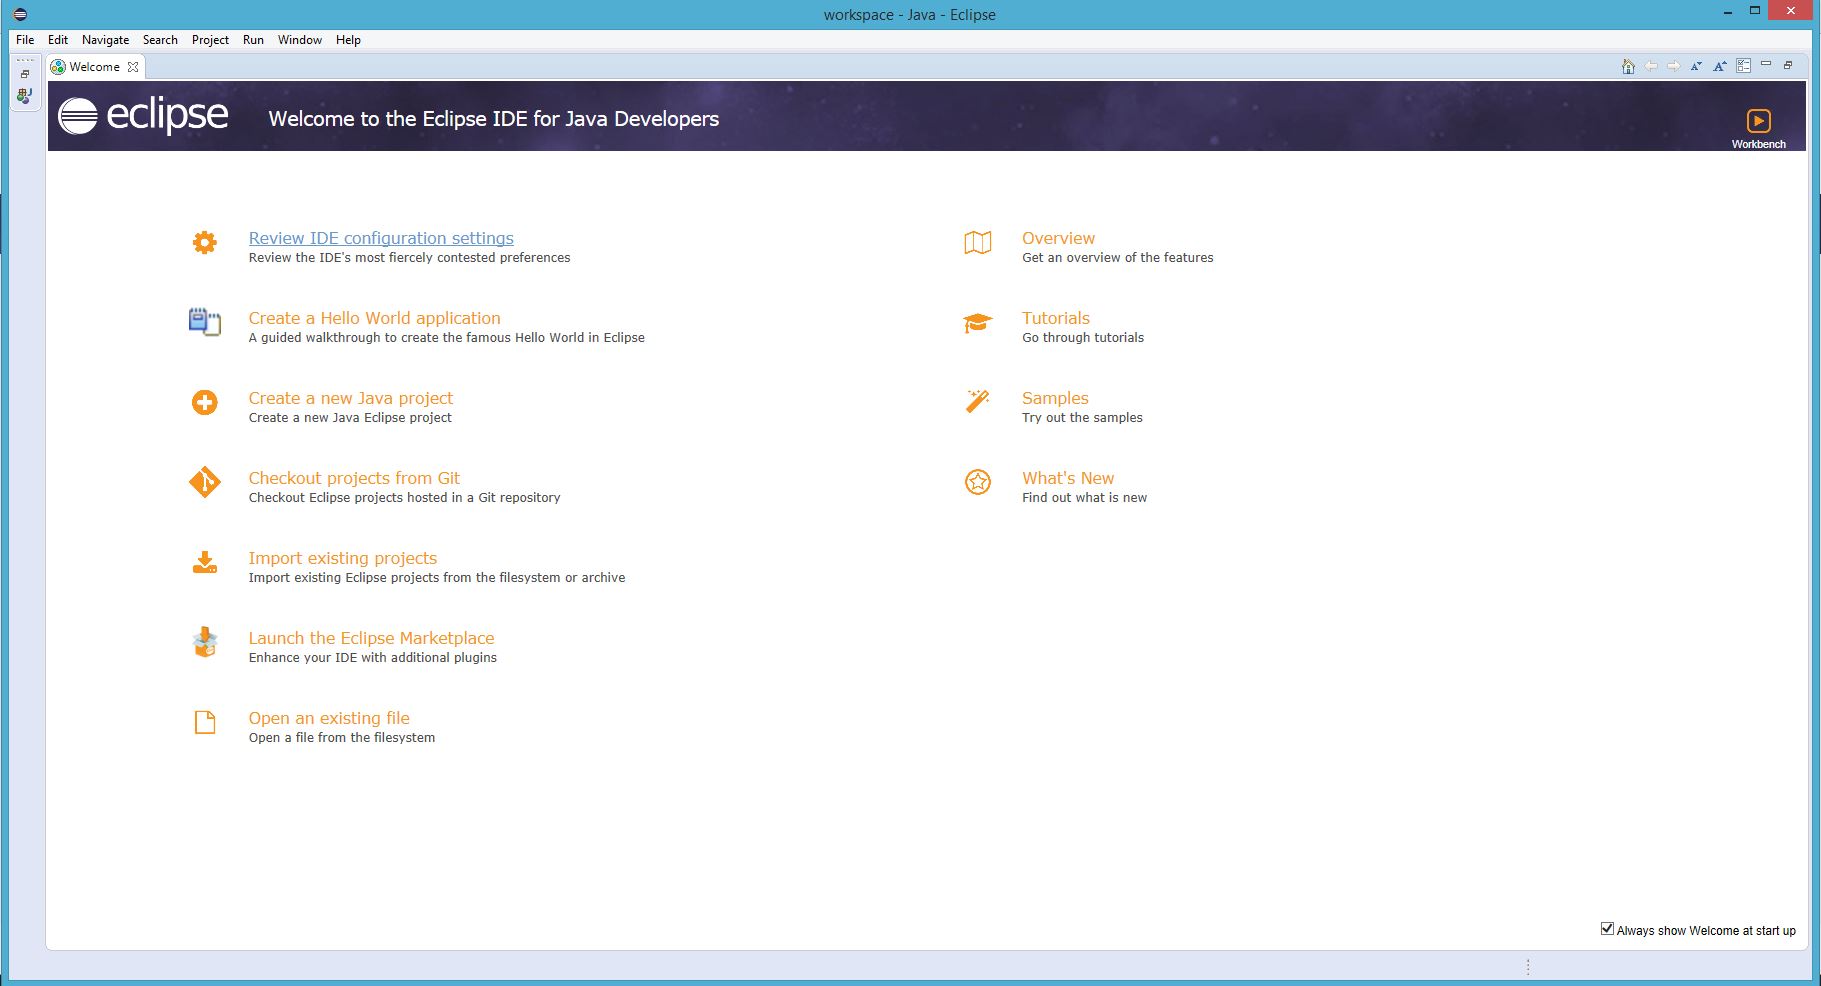 workspace - Java - Eclipse
File Edit Navigate Search Project Run Window Help
Welcome
eclipse
Welcome to the Eclipse IDE for Java Developers
Workbench
Review IDE configuration settings
Review the IDE's most fiercely contested preferences
Create a Hello World application
A guided walkthrough to create the famous Hello World in Eclipse
Create a new Java project
Create a new Java Eclipse project
Checkout projects from Git
Checkout Eclipse projects hosted in a Git repository
Import existing projects
Import existing Eclipse projects from the filesystem or archive
Launch the Eclipse Marketplace
Enhance your IDE with additional plugins
Open an existing file
Open a file from the filesystem
Overview
Get an overview of the features
Tutorials
Go through tutorials
Samples
Try out the samples
What's New
Find out what is new
Always show Welcome at start up